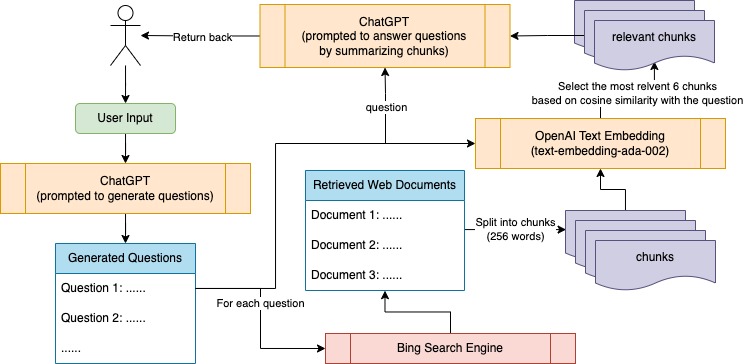 ChatGPT
(prompted to answer questions
by summarizing chunks)
Return back
relevant chunks
Select the most relvent 6 chunks
based on cosine similarity with the question
question
User Input
OpenAI Text Embedding
(text-embedding-ada-002)
ChatGPT
(prompted to generate questions)
Retrieved Web Documents
Document 1: ......
Document 2: ......
Document 3: ......
Split into chunks
(256 words)
chunks
Generated Questions
Question 1: ......
Question 2: ......
......
For each question
Bing Search Engine